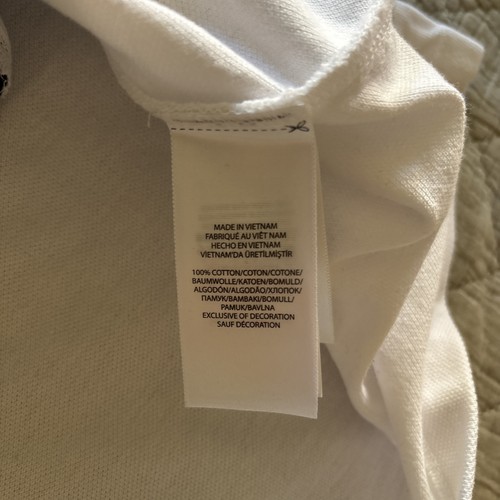 MADE IN VIETNAM
FABRIQUÉ AU VIÊT NAM
HECHO EN VIETNAM
VIETNAM'DA ÜRETİLMİŞTİR
100% COTTON/COTON/COTONE/
BAUMWOLLE/KATOEN/BOMULD/
ALGODÓN/ALGODÃO/ХЛОПОК/
ПАМУК/BAMBAKI/BOMULL/
PAMUK/BAVLNA
EXCLUSIVE OF DECORATION
SAUF DÉCORATION